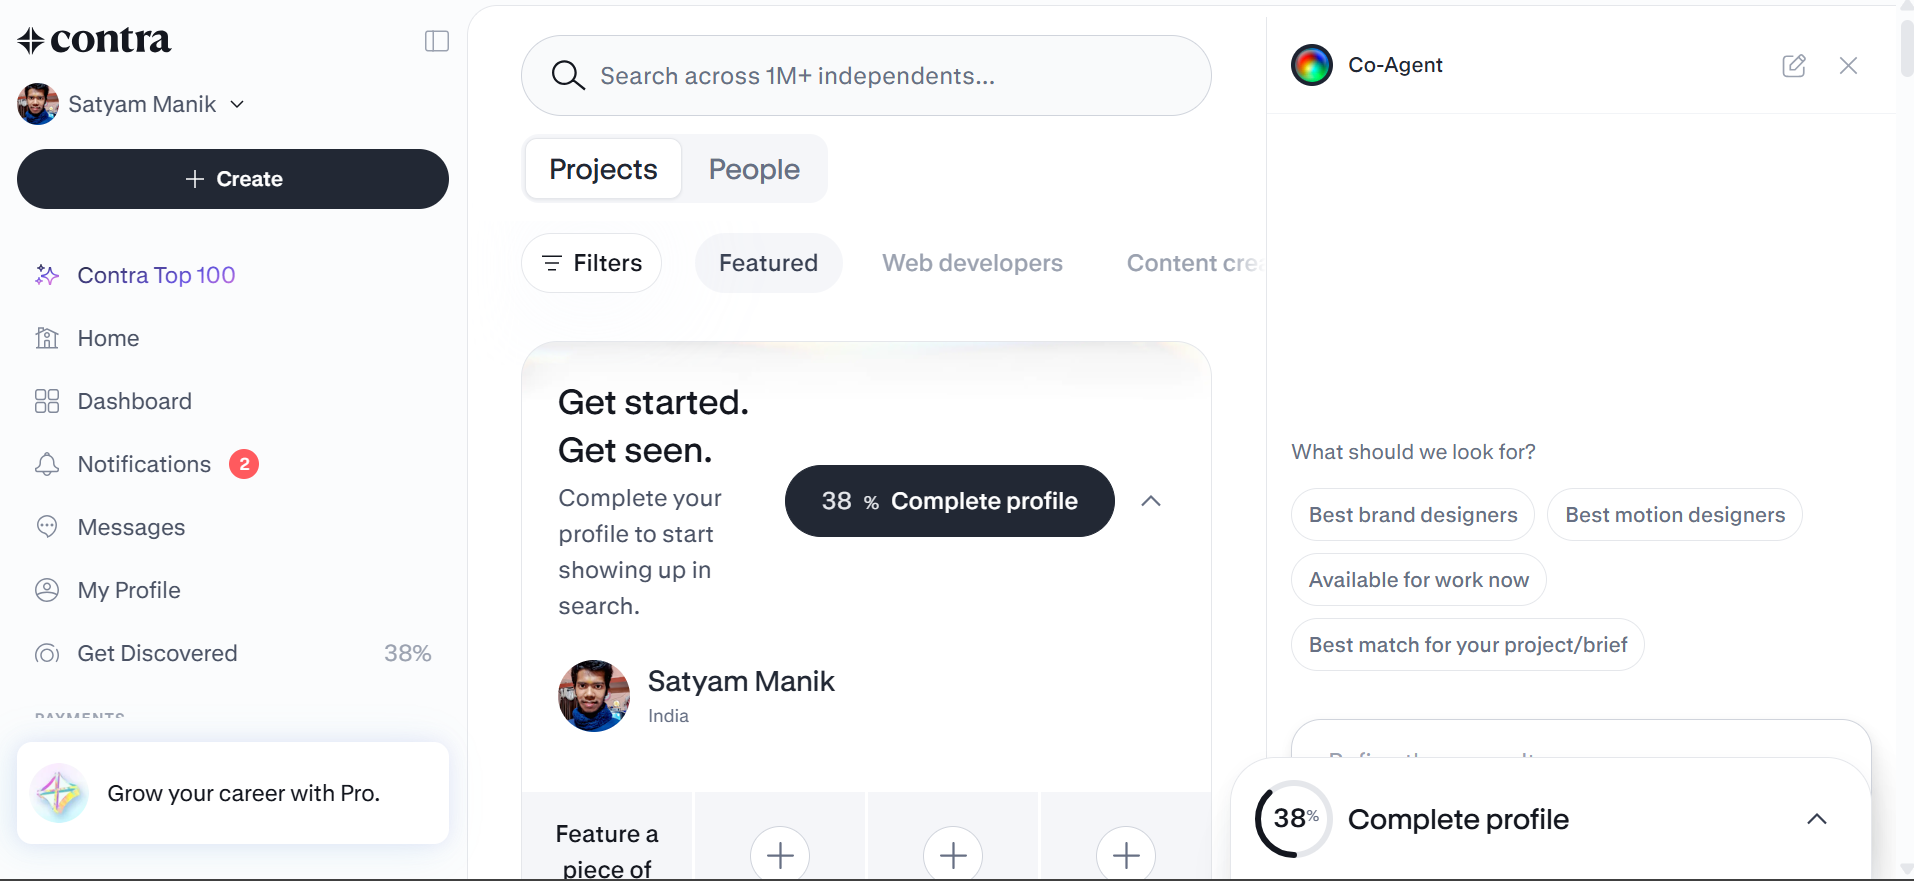 contra
Satyam Manik
Create
Contra Top 100
Home
Dashboard
Notifications 2
Messages
My Profile
Get Discovered 38%
PAYMENTS
Grow your career with Pro.
Search across 1M+ independents...
Projects People
Filters Featured Web developers Content crea
Get started.
Get seen.
Complete your
profile to start
showing up in
search.
38 % Complete profile
Satyam Manik
India
Feature a
piece of
Co-Agent
What should we look for?
Best brand designers Best motion designers
Available for work now
Best match for your project/brief
38% Complete profile